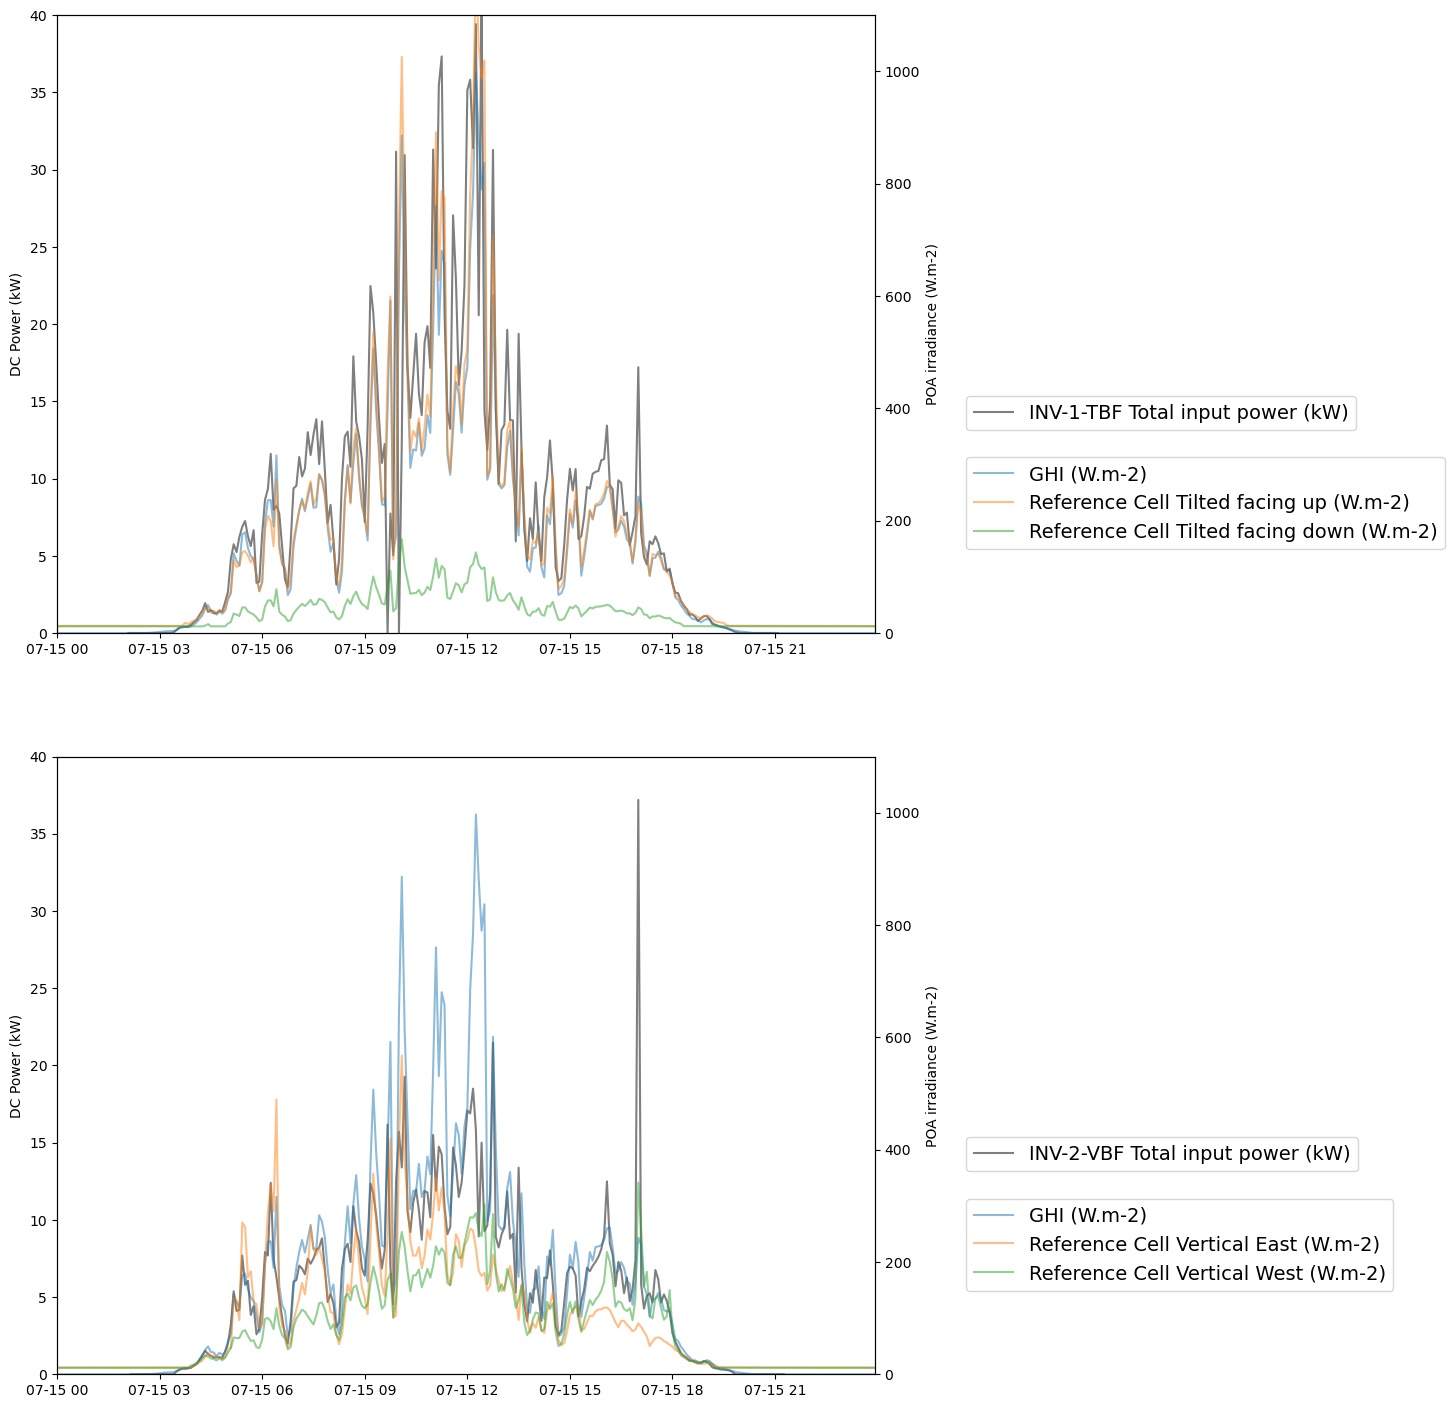 40
35
30
25
20
15
10
5
0
DC Power (kW)
1000
800
600
400
200
0
POA irradiance (W.m-2)
07-15 00 07-15 03 07-15 06 07-15 09 07-15 12 07-15 15 07-15 18 07-15 21
INV-1-TBF Total input power (kW)
GHI (W.m-2)
Reference Cell Tilted facing up (W.m-2)
Reference Cell Tilted facing down (W.m-2)
40
35
30
25
20
15
10
5
0
DC Power (kW)
1000
800
600
400
200
0
POA irradiance (W.m-2)
07-15 00 07-15 03 07-15 06 07-15 09 07-15 12 07-15 15 07-15 18 07-15 21
INV-2-VBF Total input power (kW)
GHI (W.m-2)
Reference Cell Vertical East (W.m-2)
Reference Cell Vertical West (W.m-2)